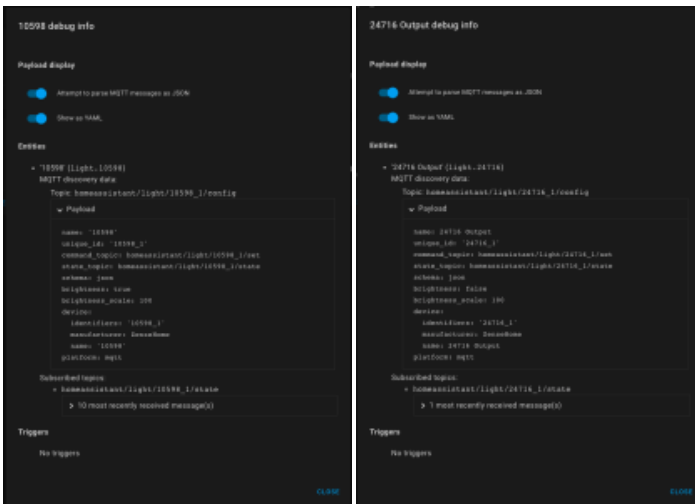 10598 debug info
Payload display
Attempt to parse MQTT messages as JSON
Show as YAML
Entities
'10598' (light.10598)
MQTT discovery data:
Topic: homeassistant/light/10598_1/config
Payload
name: '10598'
unique_id: '10598_1'
command_topic: homeassistant/light/10598_1/set
state_topic: homeassistant/light/10598_1/state
schema: json
brightness: true
brightness_scale: 100
device:
identifiers: '10598_1'
manufacturer: ZenseHome
name: '10598'
platform: mqtt
Subscribed topics:
homeassistant/light/10598_1/state
10 most recently received message(s)
Triggers
No triggers
CLOSE
24716 Output debug info
Payload display
Attempt to parse MQTT messages as JSON
Show as YAML
Entities
'24716 Output' (light.24716)
MQTT discovery data:
Topic: homeassistant/light/24716_1/config
Payload
name: 24716 Output
unique_id: '24716_1'
command_topic: homeassistant/light/24716_1/set
state_topic: homeassistant/light/24716_1/state
schema: json
brightness: false
brightness_scale: 100
device:
identifiers: '24716_1'
manufacturer: ZenseHome
name: 24716 Output
platform: mqtt
Subscribed topics:
homeassistant/light/24716_1/state
1 most recently received message(s)
Triggers
No triggers
CLOSE